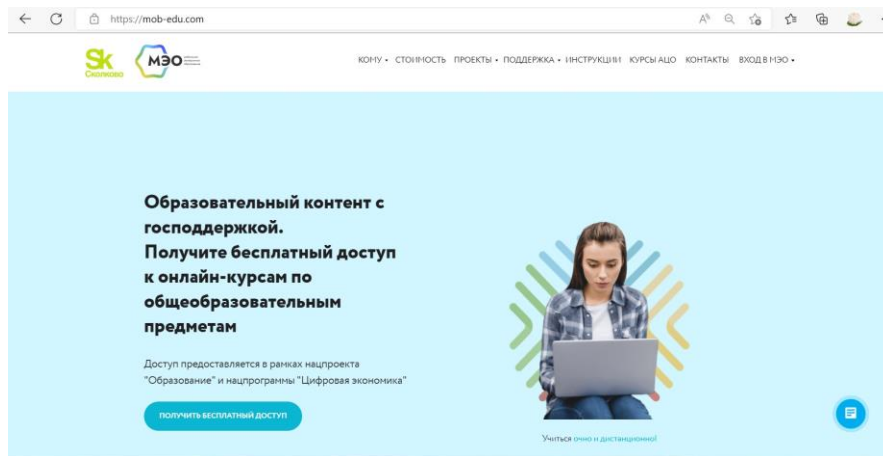 https://mob-edu.com
Sk
Сколково
МЭО
КОМУ СТОИМОСТЬ ПРОЕКТЫ ПОДДЕРЖКА ИНСТРУКЦИИ КУРСЫ АЦО КОНТАКТЫ ВХОД В МЭО
Образовательный контент с
господдержкой.
Получите бесплатный доступ
к онлайн-курсам по
общеобразовательным
предметам
Доступ предоставляется в рамках нацпроекта
"Образование" и нацпрограммы "Цифровая экономика"
ПОЛУЧИТЬ БЕСПЛАТНЫЙ ДОСТУП
Учиться очно и дистанционно!